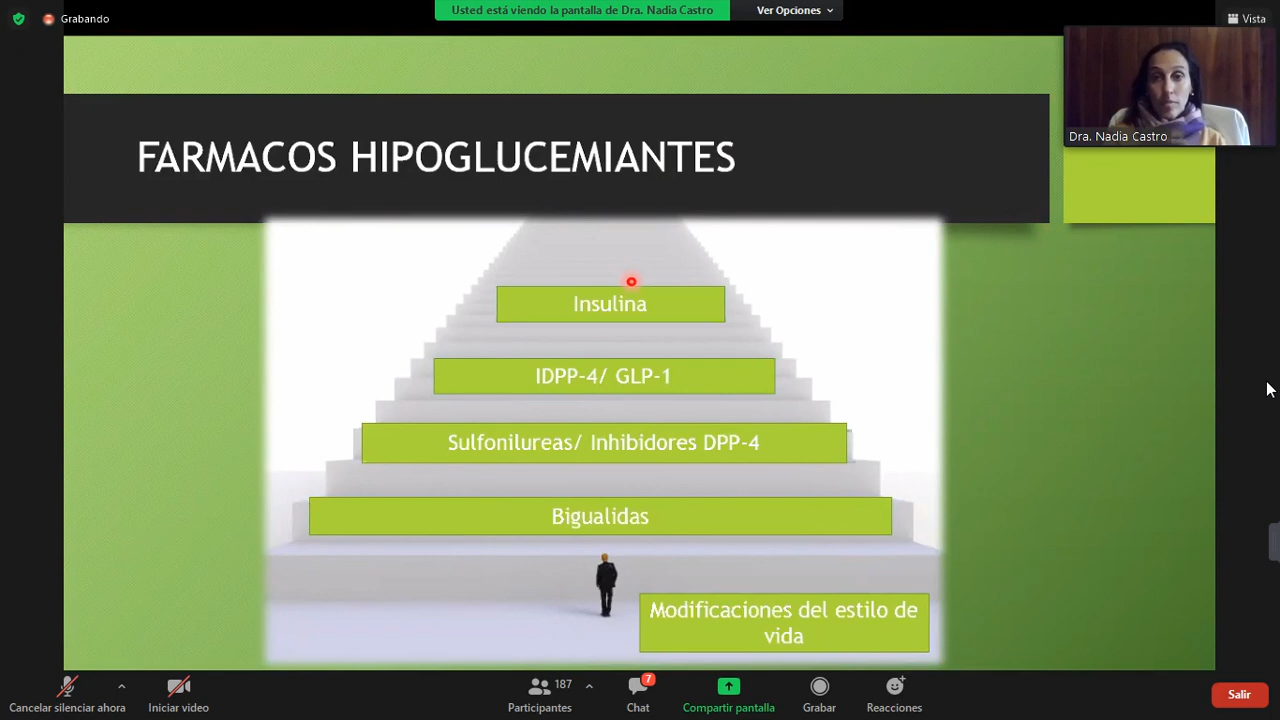 Grabando
Usted está viendo la pantalla de Dra. Nadia Castro
Ver Opciones
Vista
Dra. Nadia Castro
FARMACOS HIPOGLUCEMIANTES
Insulina
IDPP-4/ GLP-1
Sulfonilureas/ Inhibidores DPP-4
Bigualidas
Modificaciones del estilo de
vida
Cancelar silenciar ahora
Iniciar video
187
Participantes
7
Chat
Compartir pantalla
Grabar
Reacciones
Salir